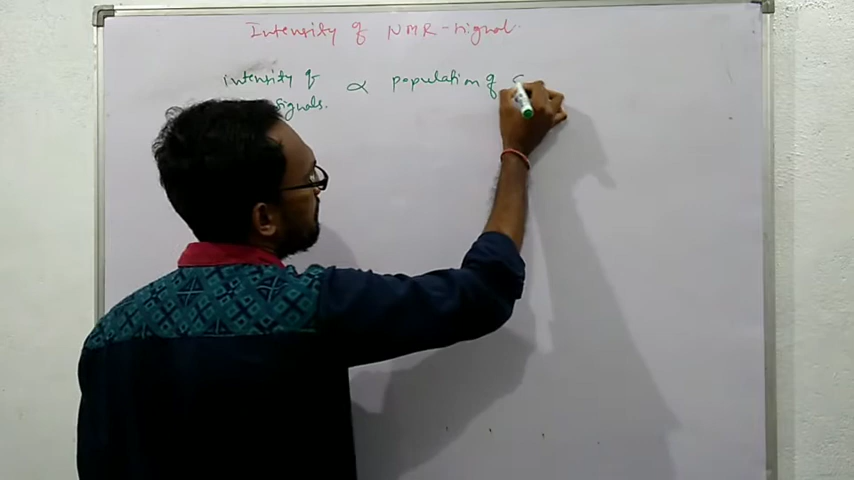 Intensity of NMR-signal.
intensity of ∝ population of
signals.